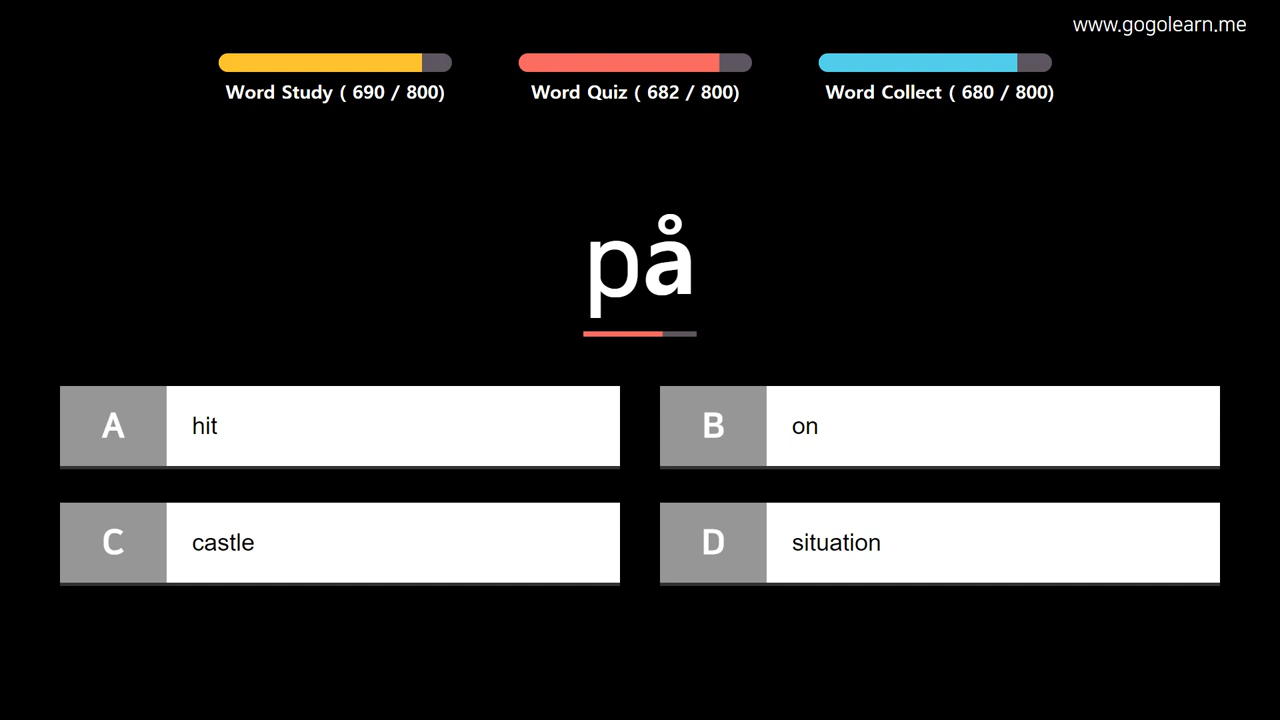 www.gogolearn.me
Word Study ( 690 / 800)
Word Quiz ( 682 / 800)
Word Collect ( 680 / 800)
på
A hit
B on
C castle
D situation